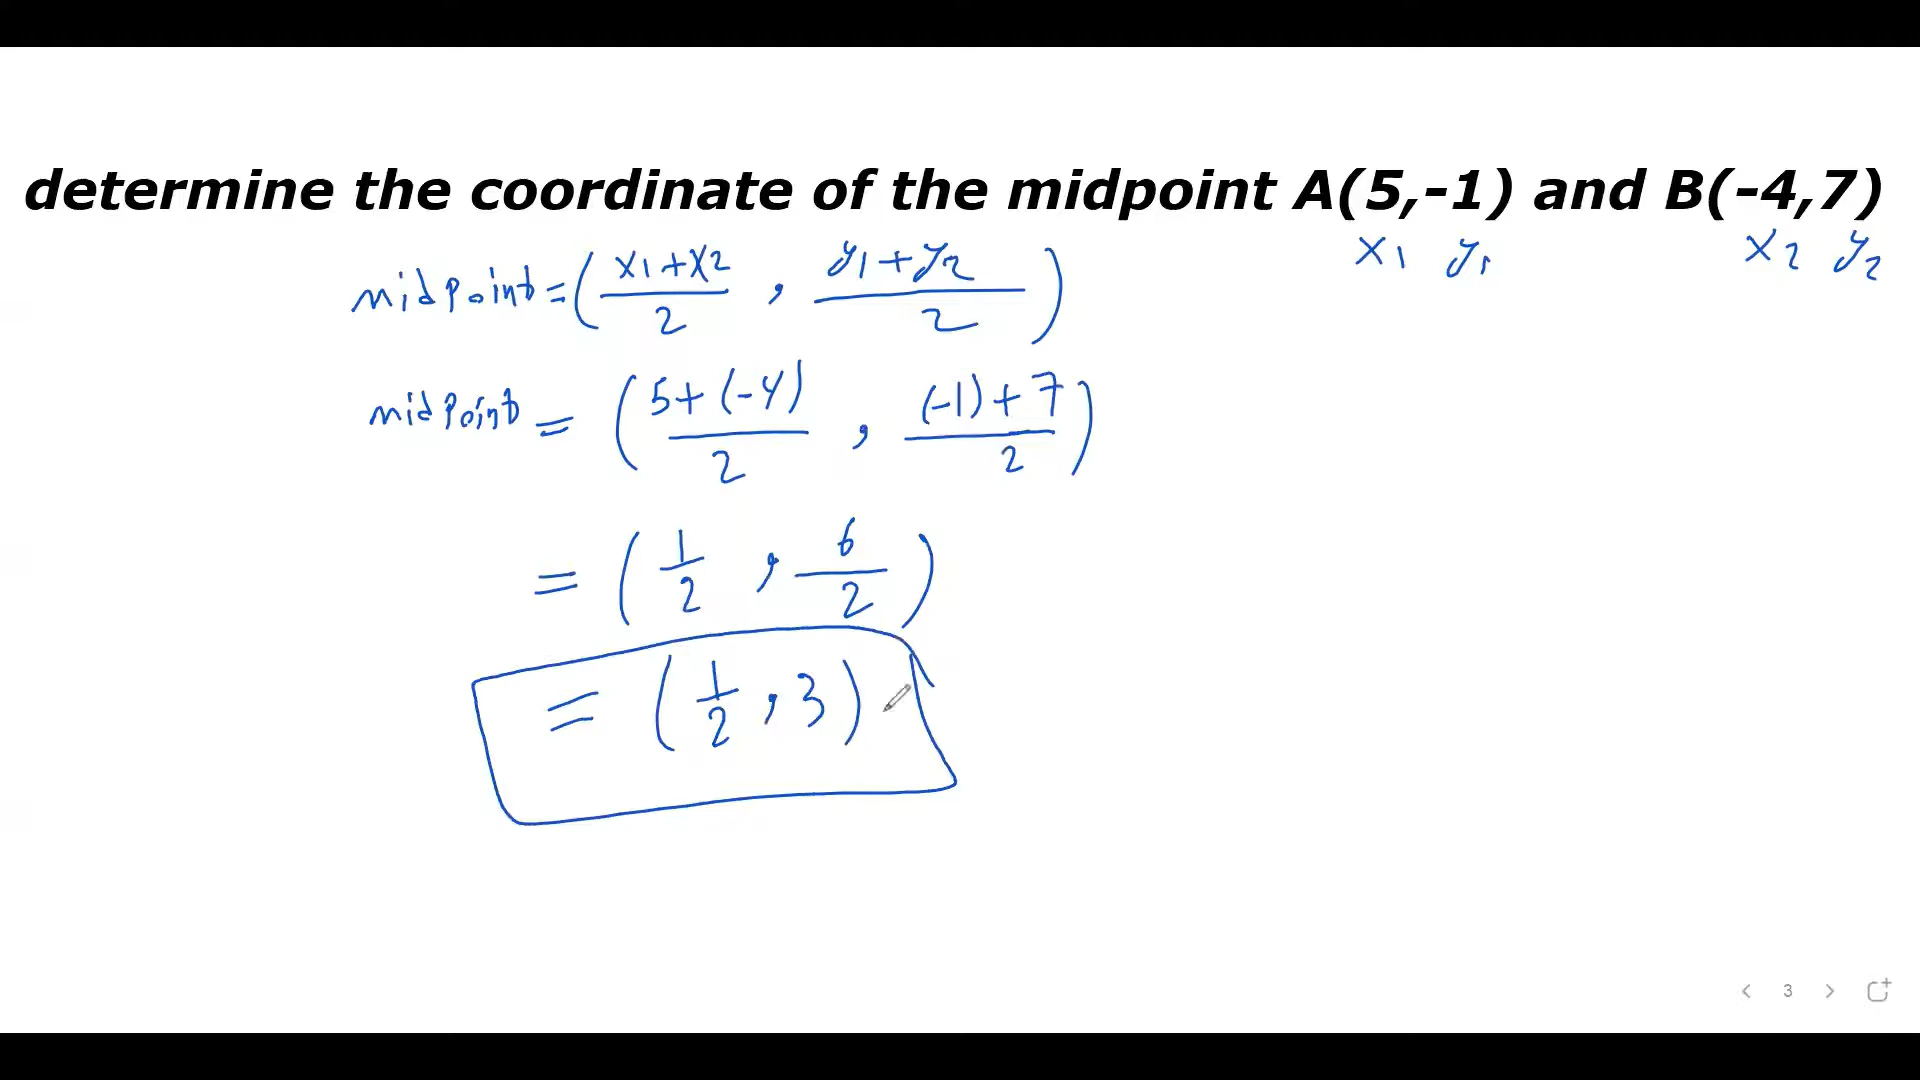 determine the coordinate of the midpoint A(5,-1) and B(-4,7)
x1 y1 x2 y2
midpoint = ( x1+x2/2 , y1+y2/2 )
midpoint = ( 5+(-4)/2 , (-1)+7/2 )
= ( 1/2 , 6/2 )
= ( 1/2 , 3 )
3